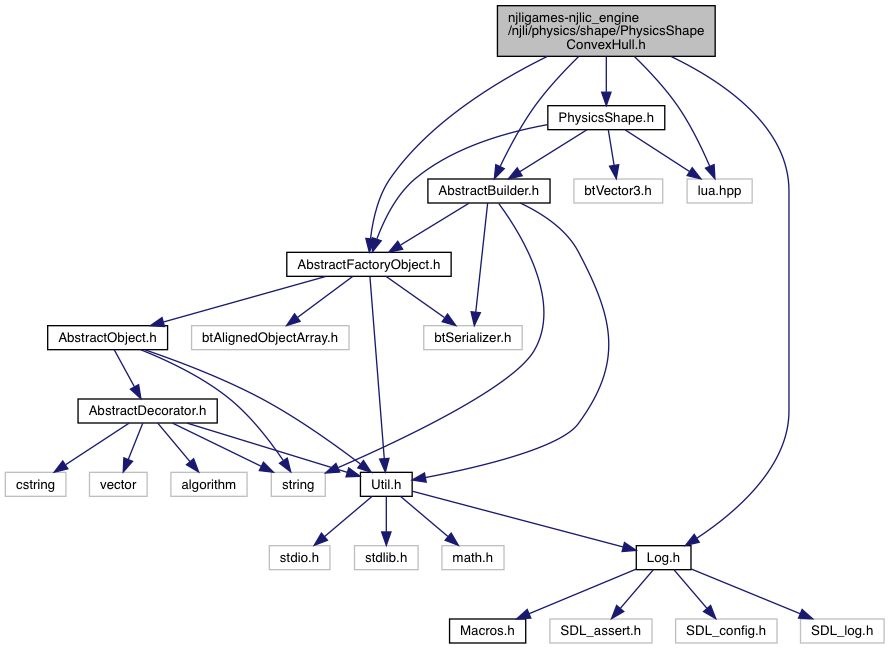 njligames-njlic_engine
/njli/physics/shape/PhysicsShape
ConvexHull.h
PhysicsShape.h
AbstractBuilder.h
btVector3.h
lua.hpp
AbstractFactoryObject.h
AbstractObject.h
btAlignedObjectArray.h
btSerializer.h
AbstractDecorator.h
cstring
vector
algorithm
string
Util.h
stdio.h
stdlib.h
math.h
Log.h
Macros.h
SDL_assert.h
SDL_config.h
SDL_log.h